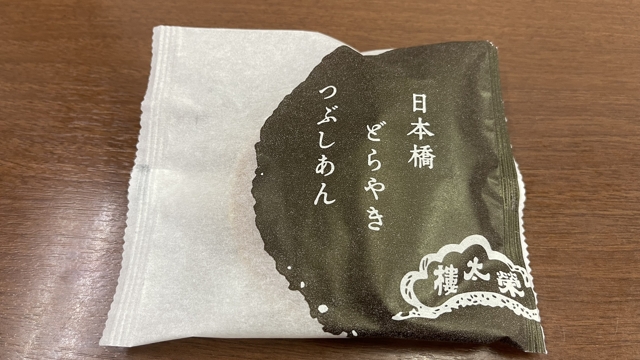 日本橋
どらやき
つぶしあん
榮太樓